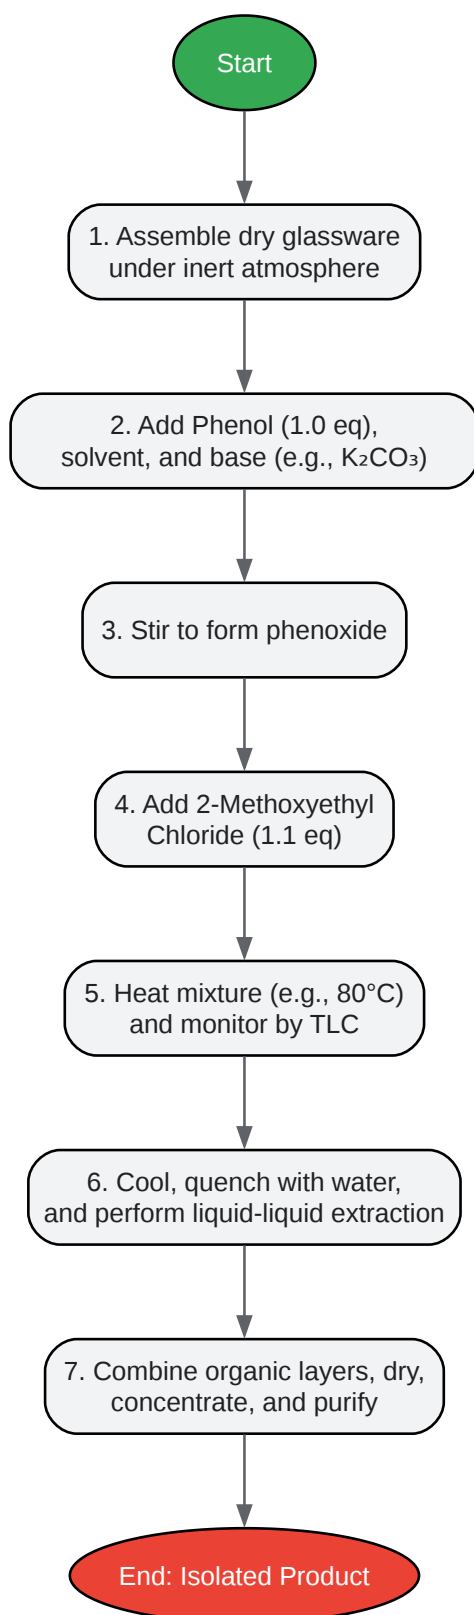 Start
1. Assemble dry glassware
under inert atmosphere
2. Add Phenol (1.0 eq),
solvent, and base (e.g., K₂CO₃)
3. Stir to form phenoxide
4. Add 2-Methoxyethyl
Chloride (1.1 eq)
5. Heat mixture (e.g., 80°C)
and monitor by TLC
6. Cool, quench with water,
and perform liquid-liquid extraction
7. Combine organic layers, dry,
concentrate, and purify
End: Isolated Product